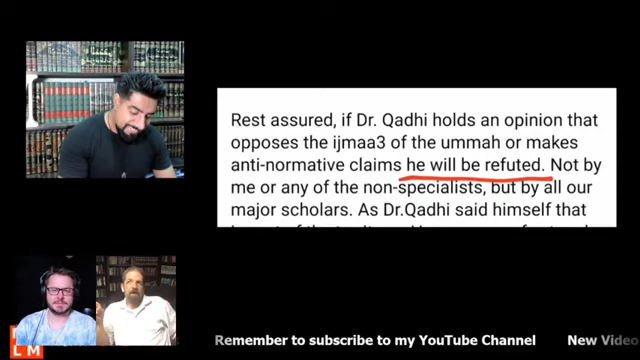 Rest assured, if Dr. Qadhi holds an opinion that
opposes the ijmaa3 of the ummah or makes
anti-normative claims he will be refuted. Not by
me or any of the non-specialists, but by all our
major scholars. As Dr.Qadhi said himself that
L M
Remember to subscribe to my YouTube Channel New Video